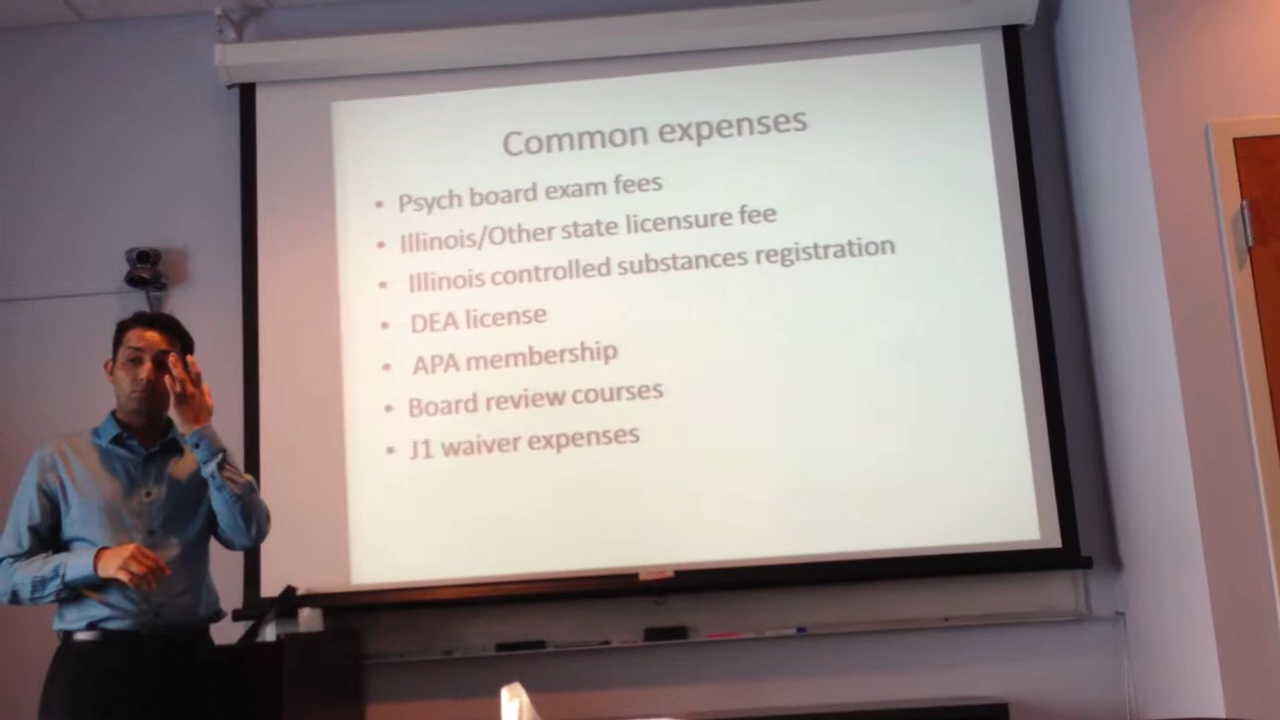 Common expenses
• Psych board exam fees
• Illinois/Other state licensure fee
• Illinois controlled substances registration
• DEA license
• APA membership
• Board review courses
• J1 waiver expenses